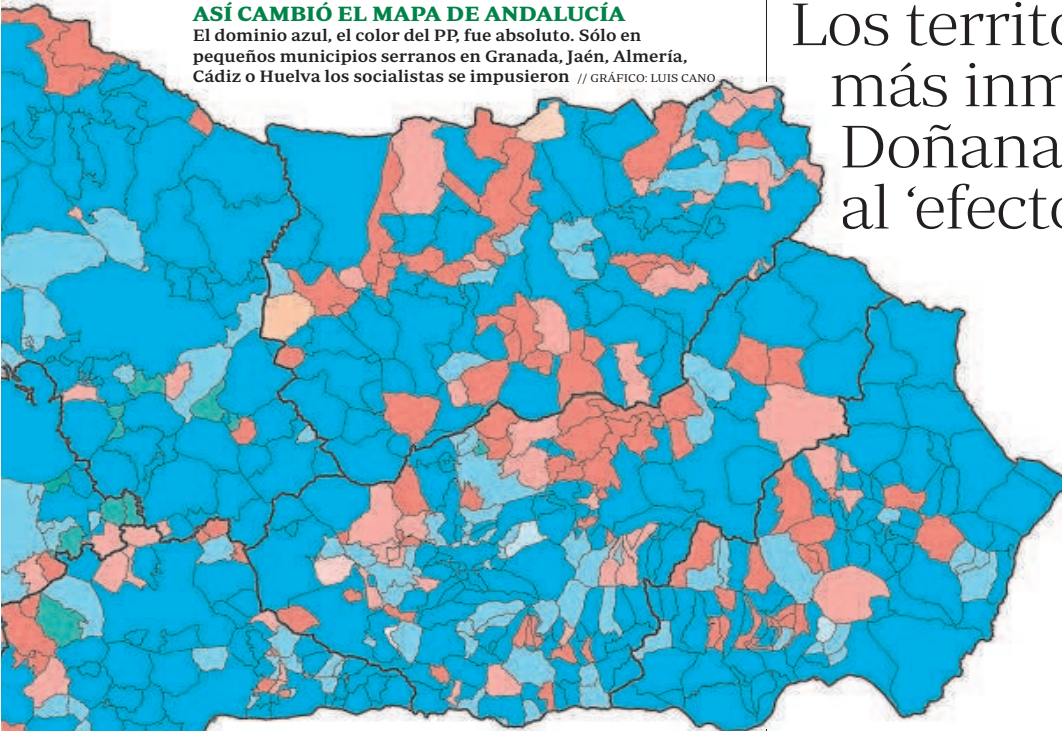 ASÍ CAMBIÓ EL MAPA DE ANDALUCÍA
El dominio azul, el color del PP, fue absoluto. Sólo en
pequeños municipios serranos en Granada, Jaén, Almería,
Cádiz o Huelva los socialistas se impusieron // GRÁFICO: LUIS CANO
Los territo
más inm
Doñana
al ‘efecto